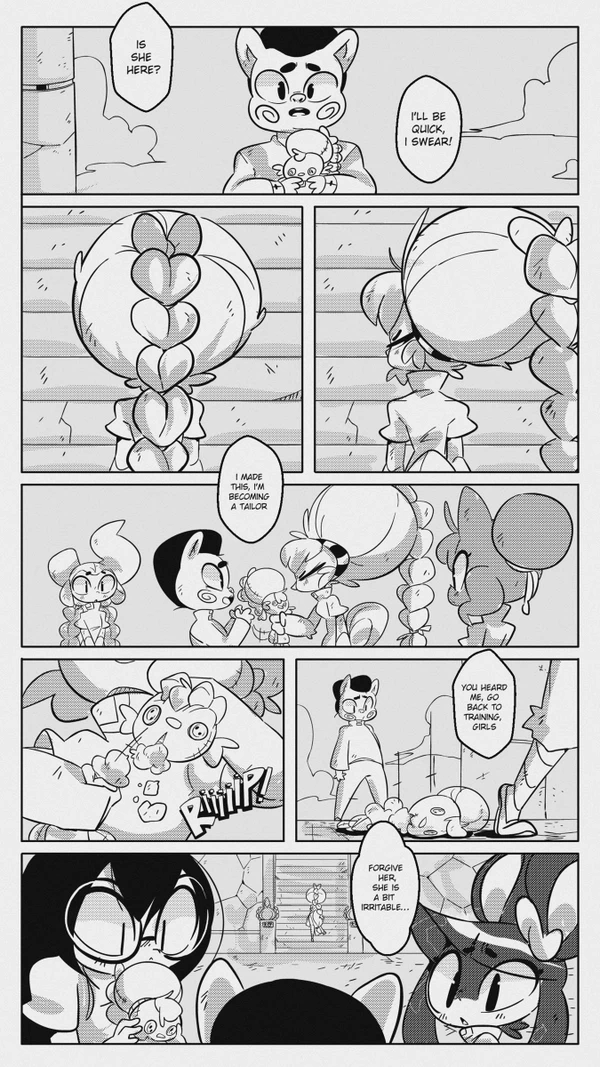 IS
SHE
HERE?
I'LL BE
QUICK,
I SWEAR!
I MADE
THIS, I'M
BECOMING
A TAILOR
RiiiiiP!
YOU HEARD
ME, GO
BACK TO
TRAINING,
GIRLS
FORGIVE
HER,
SHE IS
A BIT
IRRITABLE...